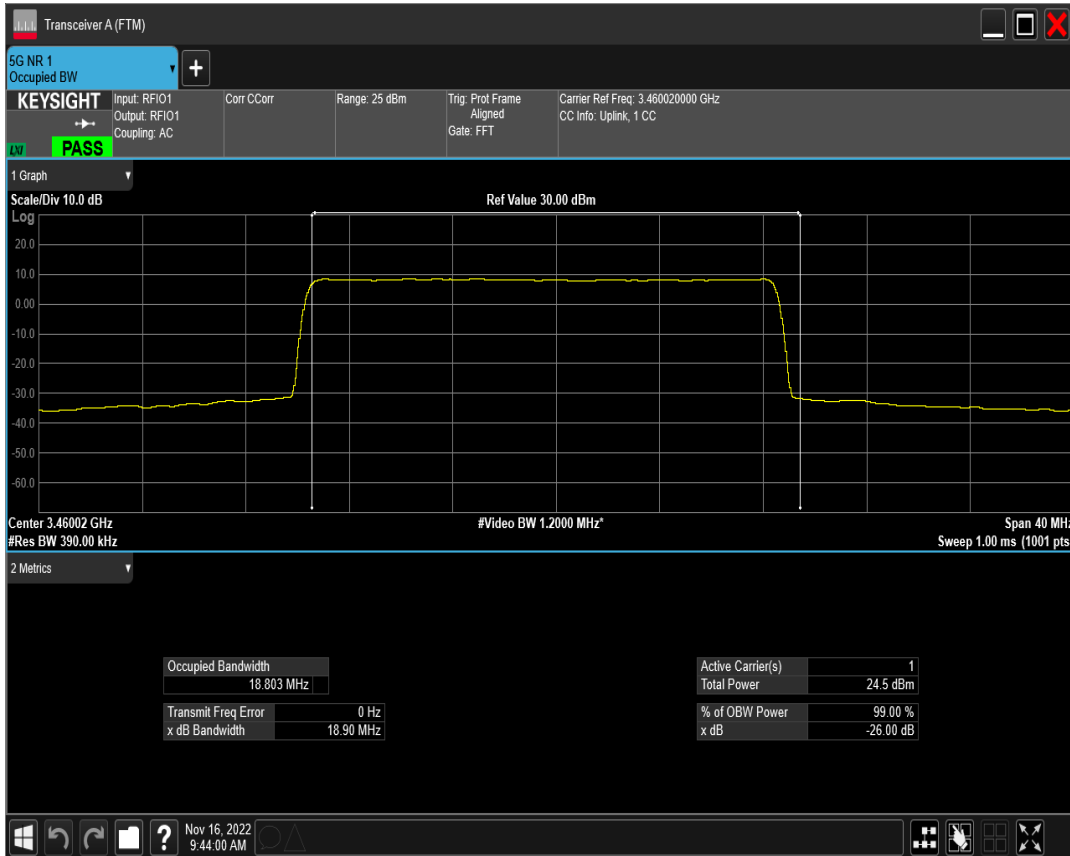 Transceiver A (FTM)
5G NR 1
Occupied BW
+
KEYSIGHT
LXI
PASS
Input: RFIO1
Output: RFIO1
Coupling: AC
Corr CCorr
Range: 25 dBm
Trig: Prot Frame
Aligned
Gate: FFT
Carrier Ref Freq: 3.460020000 GHz
CC Info: Uplink, 1 CC
1 Graph
Scale/Div 10.0 dB
Ref Value 30.00 dBm
Log
20.0
10.0
0.00
-10.0
-20.0
-30.0
-40.0
-50.0
-60.0
Center 3.46002 GHz
#Video BW 1.2000 MHz*
Span 40 MHz
#Res BW 390.00 kHz
Sweep 1.00 ms (1001 pts
2 Metrics
Occupied Bandwidth
18.803 MHz
Transmit Freq Error 0 Hz
x dB Bandwidth 18.90 MHz
Active Carrier(s) 1
Total Power 24.5 dBm
% of OBW Power 99.00 %
x dB -26.00 dB
?
Nov 16, 2022
9:44:00 AM